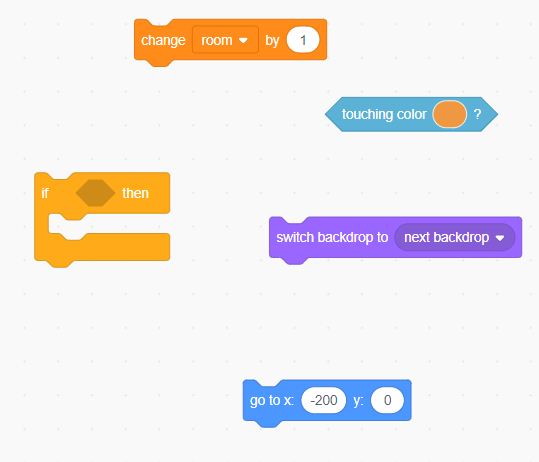 change room by 1
touching color ?
if then
switch backdrop to next backdrop
go to x: -200 y: 0